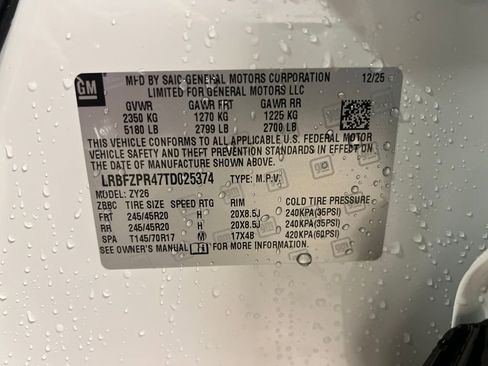 GM
MFD BY SAIC GENERAL MOTORS CORPORATION 12/25
LIMITED FOR GENERAL MOTORS LLC
GVWR GAWR FRT GAWR RR
2350 KG 1270 KG 1225 KG
5180 LB 2799 LB 2700 LB
THIS VEHICLE CONFORMS TO ALL APPLICABLE U.S. FEDERAL MOTOR
VEHICLE SAFETY AND THEFT PREVENTION STANDARDS IN EFFECT ON
THE DATE OF MANUFACTURE SHOWN ABOVE.
LRBFZPR47TD025374 TYPE: M.P.V.
MODEL: ZY26
ZBBC TIRE SIZE SPEED RTG RIM COLD TIRE PRESSURE
FRT 245/45R20 H 20X8.5J 240KPA(35PSI)
RR 245/45R20 H 20X8.5J 240KPA(35PSI)
SPA T145/70R17 M 17X4B 420KPA(60PSI)
SEE OWNER'S MANUAL FOR MORE INFORMATION